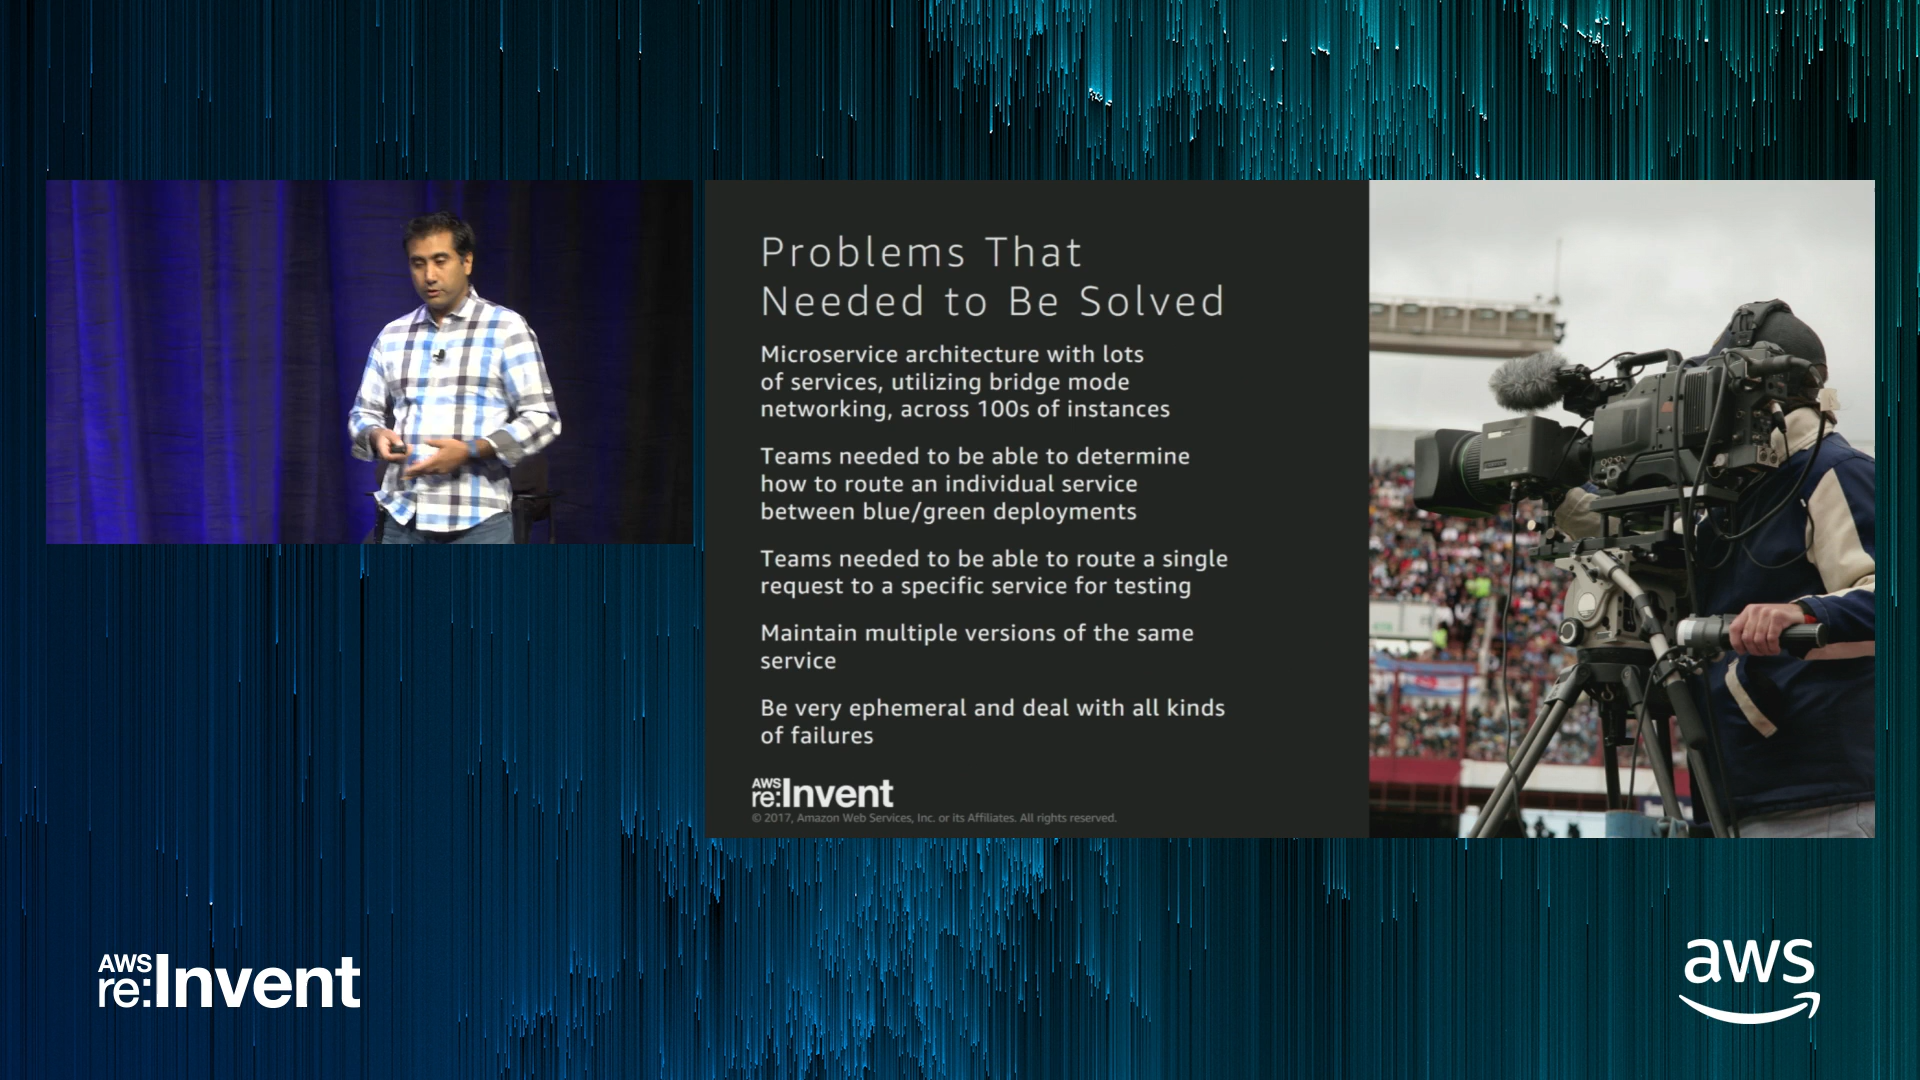 Problems That
Needed to Be Solved
Microservice architecture with lots
of services, utilizing bridge mode
networking, across 100s of instances
Teams needed to be able to determine
how to route an individual service
between blue/green deployments
Teams needed to be able to route a single
request to a specific service for testing
Maintain multiple versions of the same
service
Be very ephemeral and deal with all kinds
of failures
AWS
re:Invent
© 2017, Amazon Web Services, Inc. or its Affiliates. All rights reserved.
AWS
re:Invent
aws